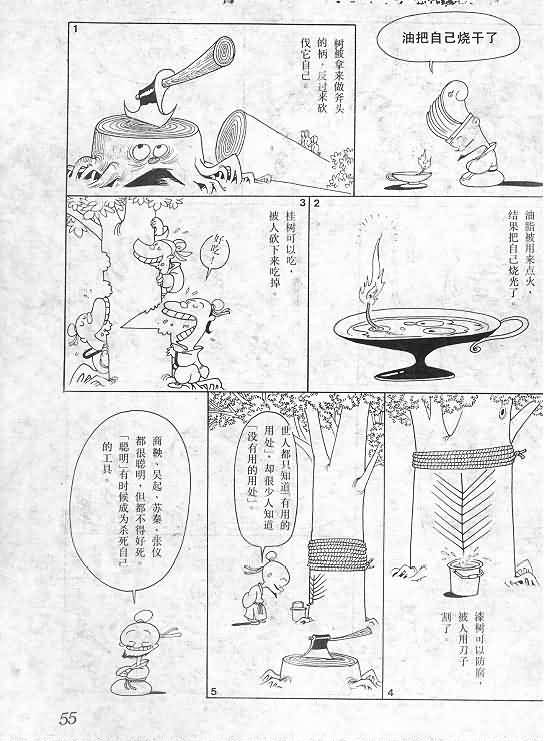 油把自己烧干了
1
树被拿来做斧头
的柄，反过来砍
伐它自己。
2
油脂被用来点火，
结果把自己烧光了。
3
桂树可以吃，
被人砍下来吃掉
好吃！
4
漆树可以防腐，
被人用刀子
割了。
5
世人都只知道「有用的
用处」，却很少人知道
「没有用的用处」
商鞅、吴起、苏秦、张仪
都很聪明，但都不得好死。
「聪明」有时候成为杀死自己
的工具。
55